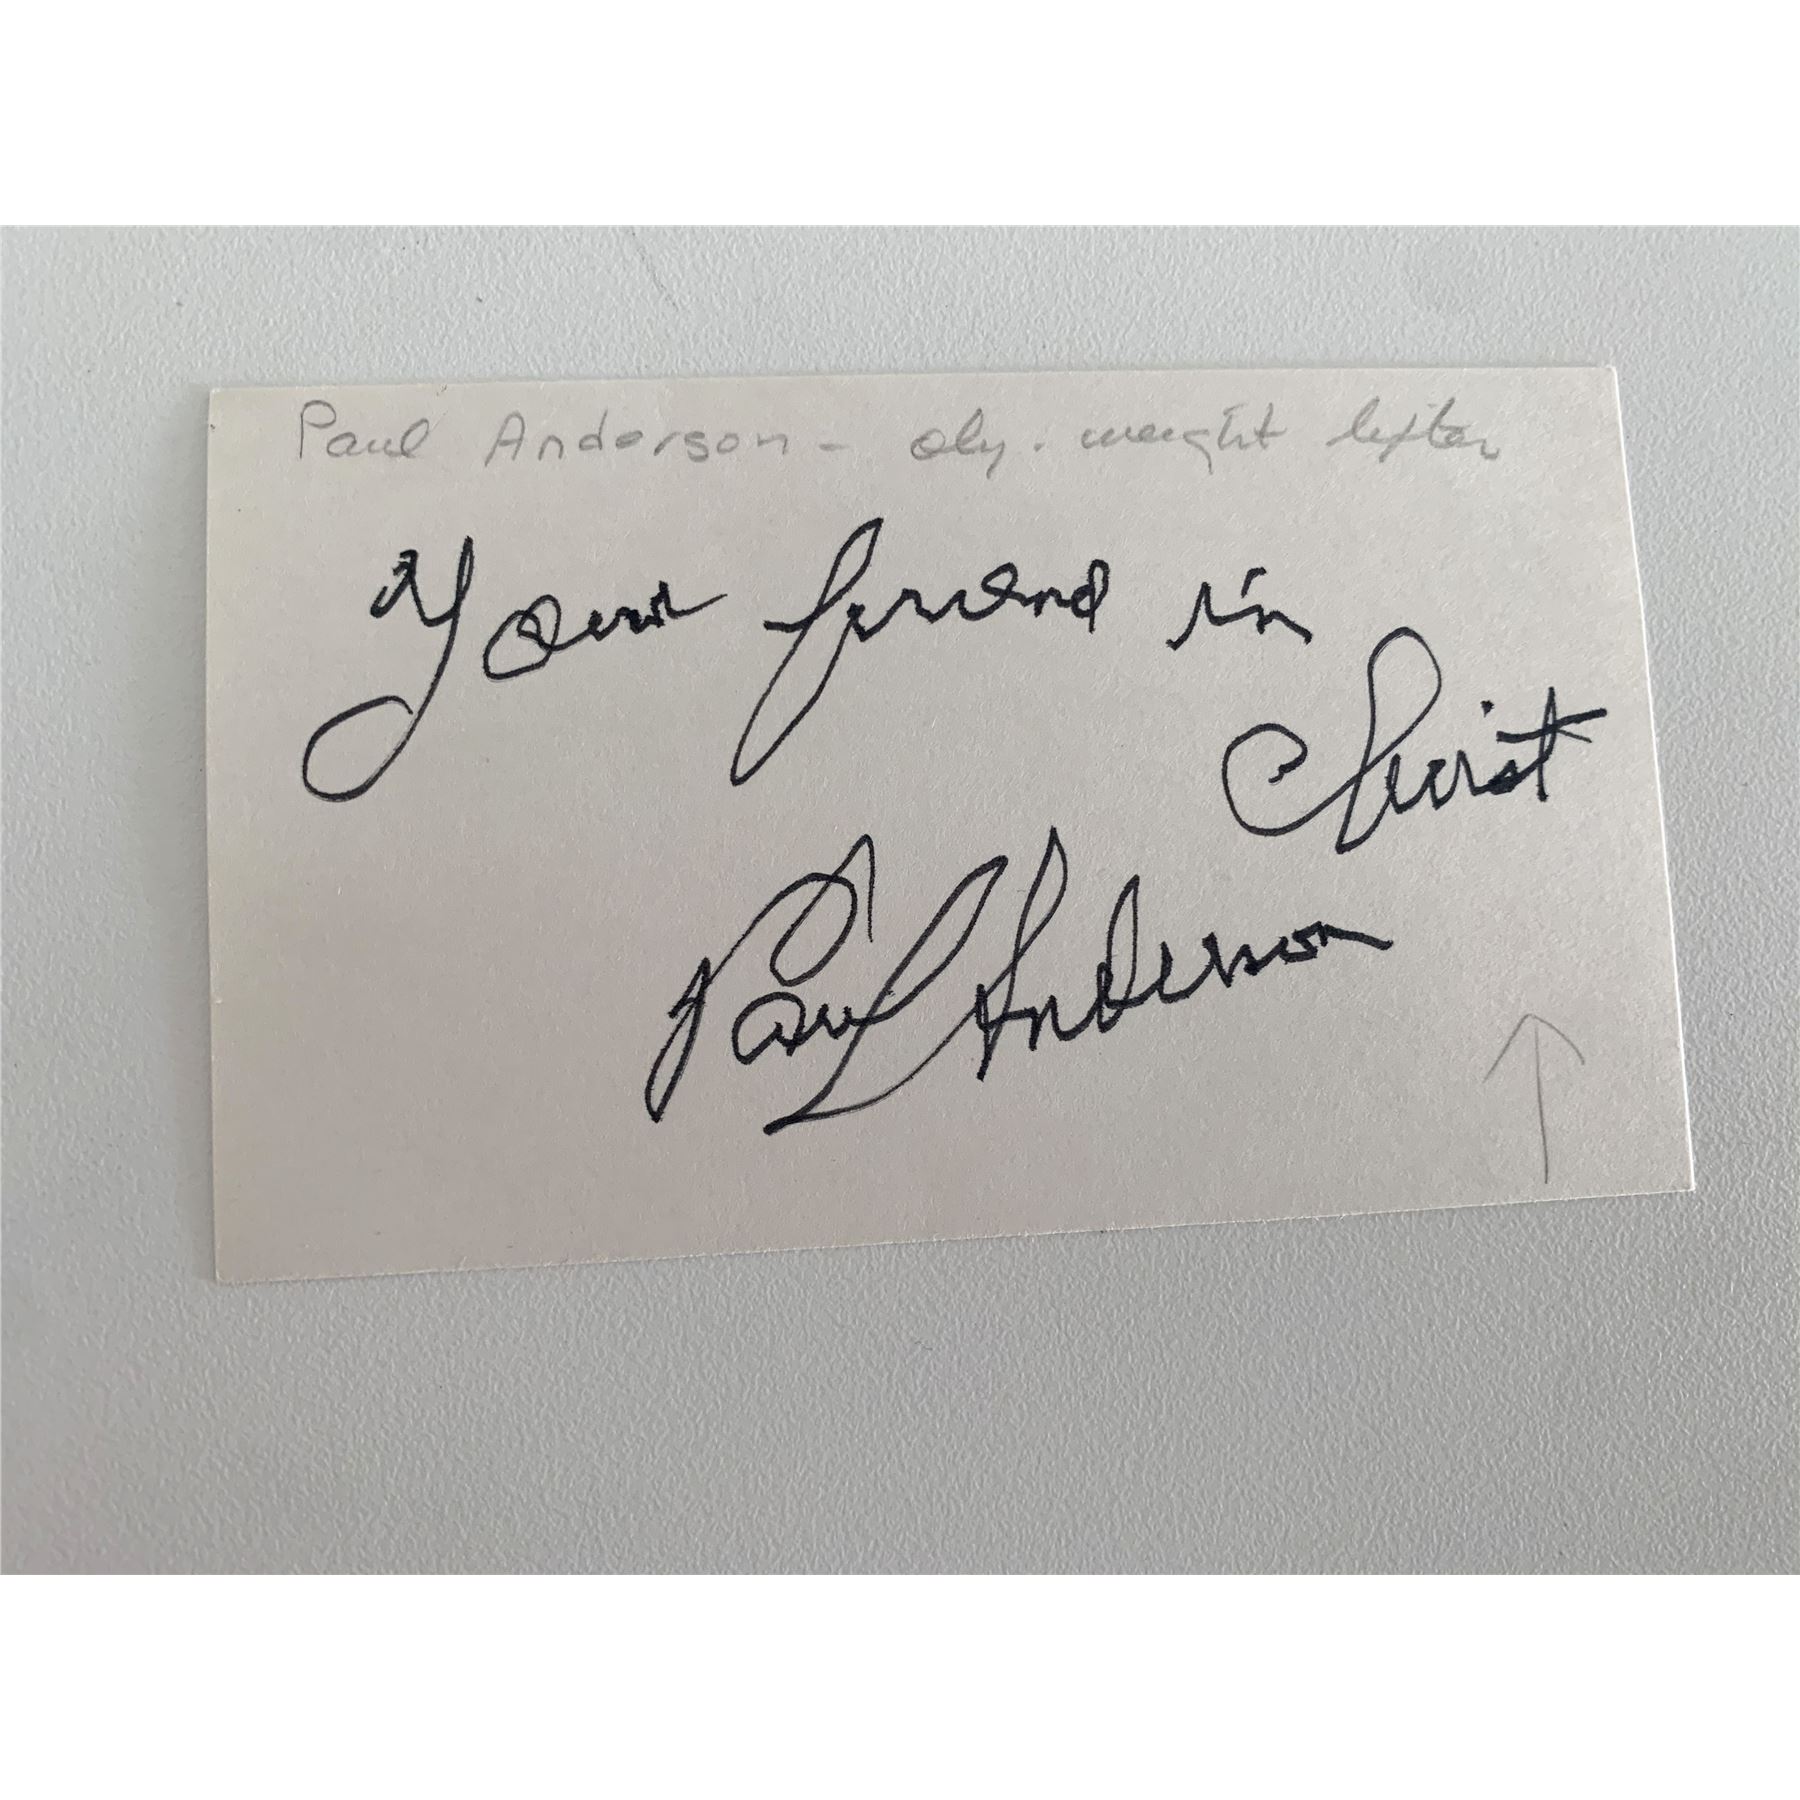 Paul Anderson - oly. weight lifter
Your friend in
Christ
Paul Anderson